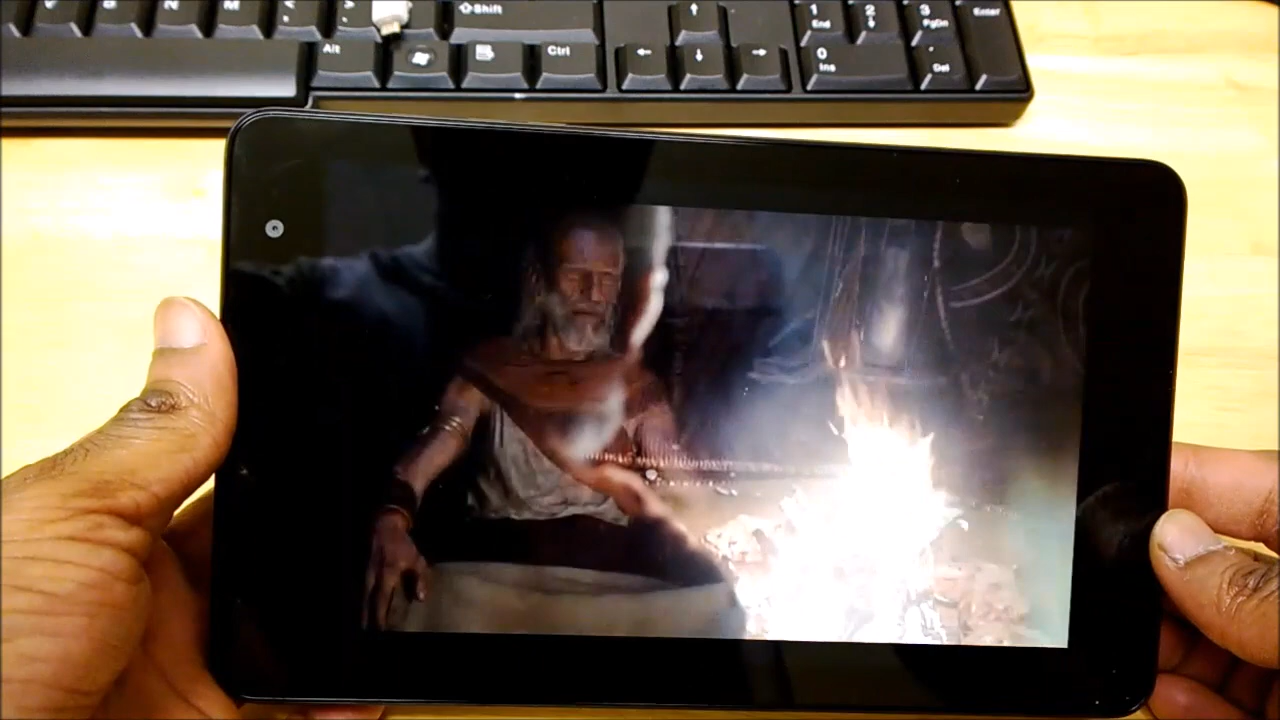 B N M < > ⇧Shift ↑ 1 End 2 ↓ 3 PgDn Enter
Alt Ctrl ← ↓ → 0 Ins . Del